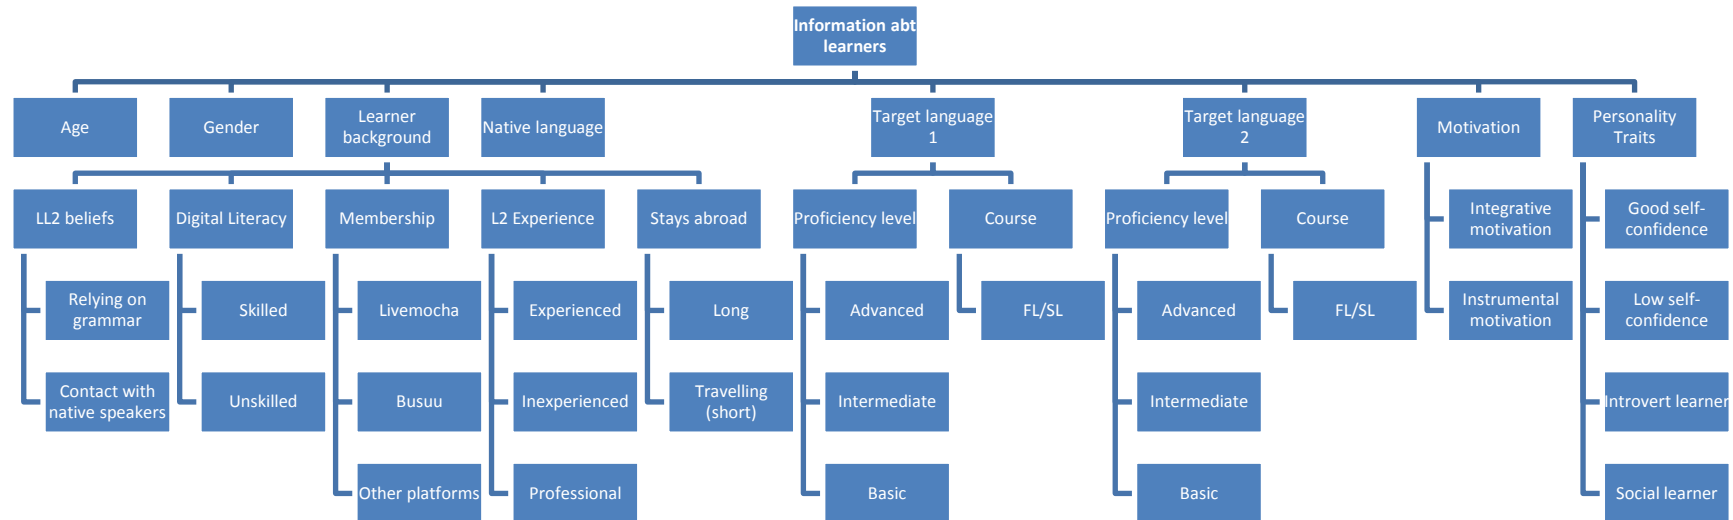 Information abt
learners
Age
Gender
Learner
background
Native language
Target language
1
Target language
2
Motivation
Personality
Traits
LL2 beliefs
Digital Literacy
Membership
L2 Experience
Stays abroad
Proficiency level
Course
Proficiency level
Course
Integrative
motivation
Good self-
confidence
Relying on
grammar
Skilled
Livemocha
Experienced
Long
Advanced
FL/SL
Advanced
FL/SL
Instrumental
motivation
Low self-
confidence
Contact with
native speakers
Unskilled
Busuu
Inexperienced
Travelling
(short)
Intermediate
Intermediate
Introvert learner
Other platforms
Professional
Basic
Basic
Social learner